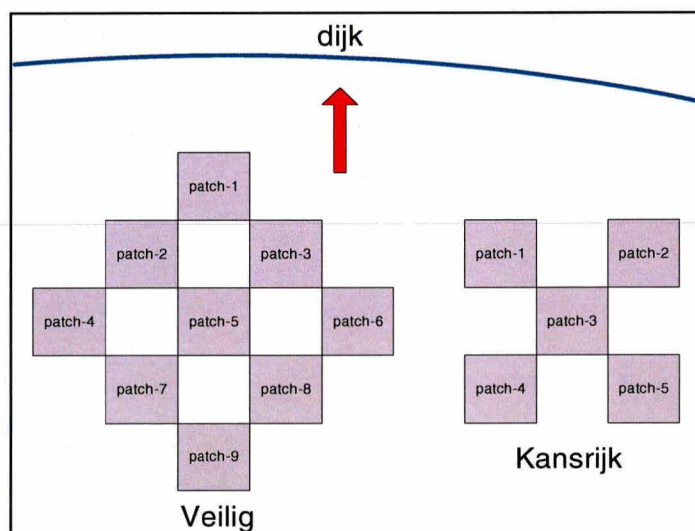 dijk
patch-1
patch-2
patch-3
patch-4
patch-5
patch-6
patch-7
patch-8
patch-9
Veilig
patch-1
patch-2
patch-3
patch-4
patch-5
Kansrijk